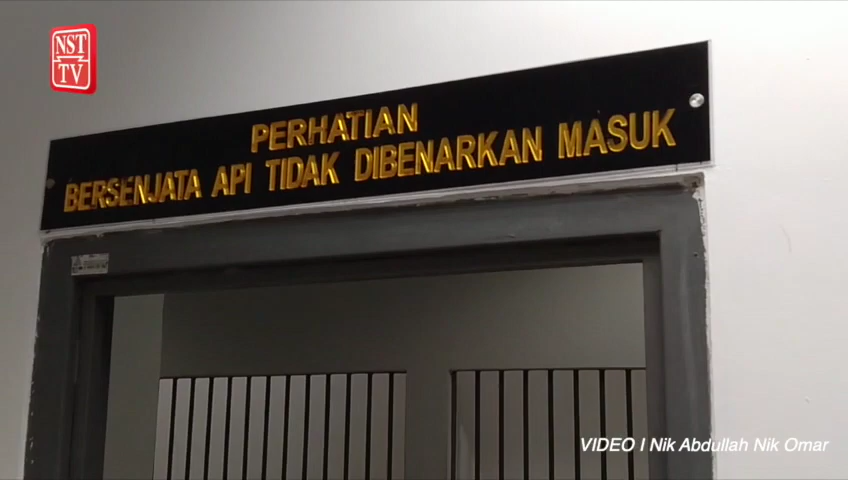 NST
TV
PERHATIAN
BERSENJATA API TIDAK DIBENARKAN MASUK
VIDEO I Nik Abdullah Nik Omar